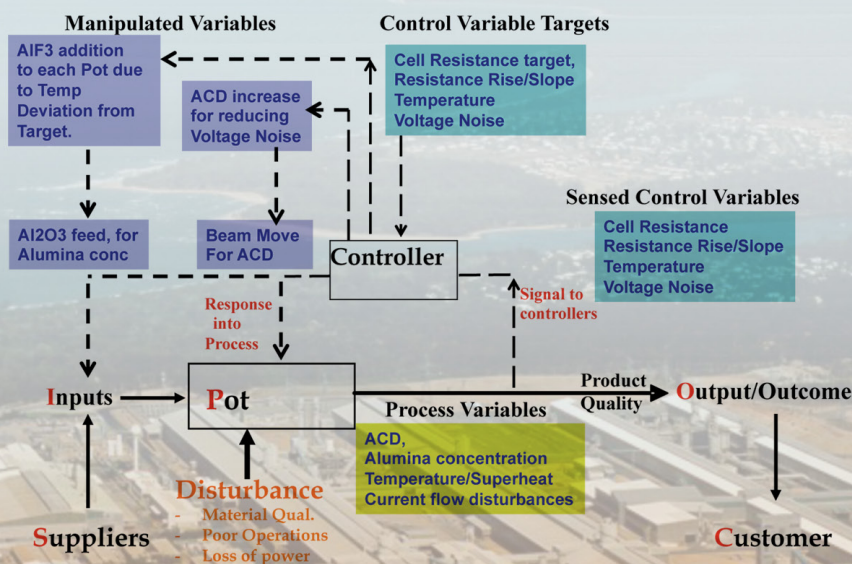 Manipulated Variables
Control Variable Targets
AlF3 addition
to each Pot due
to Temp
Deviation from
Target.
ACD increase
for reducing
Voltage Noise
Cell Resistance target,
Resistance Rise/Slope
Temperature
Voltage Noise
Sensed Control Variables
Cell Resistance
Resistance Rise/Slope
Temperature
Voltage Noise
Al2O3 feed, for
Alumina conc
Beam Move
For ACD
Controller
Response
into
Process
Signal to
controllers
Inputs
Pot
Product
Quality
Output/Outcome
Process Variables
ACD,
Alumina concentration
Temperature/Superheat
Current flow disturbances
Disturbance
- Material Qual.
- Poor Operations
- Loss of power
Suppliers
Customer